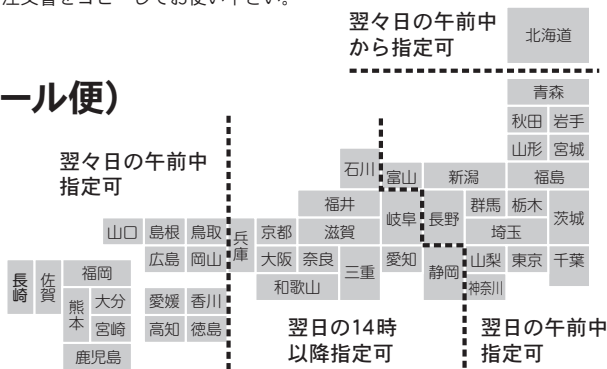 注文書をコピーしてお使い下さい。
ール便）
翌々日の午前中
から指定可
北海道
青森
秋田 岩手
山形 宮城
翌々日の午前中
指定可
石川 富山 新潟 福島
福井 岐阜 長野 群馬 栃木 茨城
山口 島根 鳥取 兵庫 京都 滋賀 埼玉
広島 岡山 大阪 奈良 三重 愛知 静岡 山梨 東京 千葉
長崎 佐賀 福岡 和歌山 神奈川
熊本 大分 愛媛 香川
宮崎 高知 徳島
鹿児島
翌日の14時
以降指定可
翌日の午前中
指定可